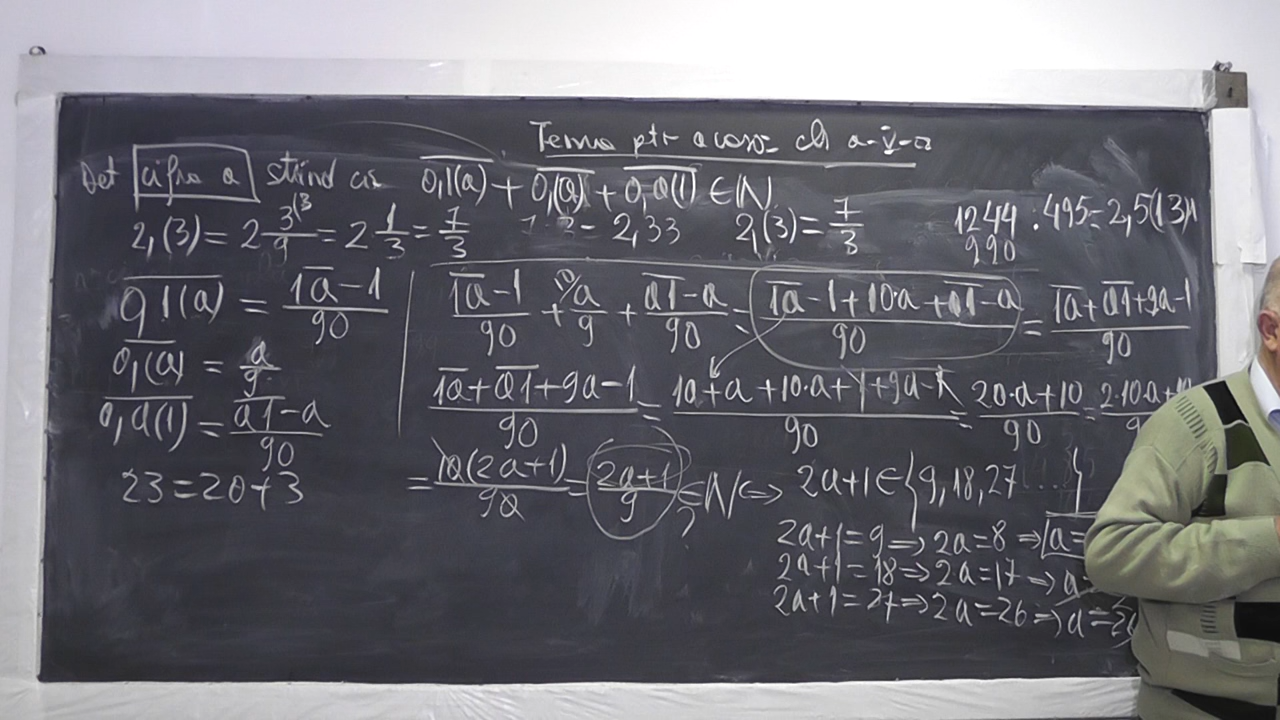 Tema ptr acasă cls a-V-a
Det cifra a știind că 0,1(a) + 0,(a) + 0,a(1) ∈ ℕ
2,(3) = 2 3/9 = 2 1/3 = 7/3
= 2,33
2,(3) = 7/3
1244 : 495 = 2,5(13)
990
0,1(a) = (1a - 1)/90
0,(a) = a/9
0,a(1) = (a1 - a)/90
23 = 20 + 3
(1a - 1)/90 + 10) a/9 + (a1 - a)/90 = (1a - 1 + 10·a + a1 - a)/90 = (1a + a1 + 9a - 1)/90
(1a + a1 + 9a - 1)/90 = (10 + a + 10·a + 1 + 9a - 1)/90 = (20·a + 10)/90 = 2·10·a + 10
= 10(2a + 1)/90 = (2a + 1)/9 ∈ ℕ ⇔ 2a + 1 ∈ {9, 18, 27 ...}
?
2a + 1 = 9 ⇒ 2a = 8 ⇒ a =
2a + 1 = 18 ⇒ 2a = 17 ⇒ a
2a + 1 = 27 ⇒ 2a = 26 ⇒ a =